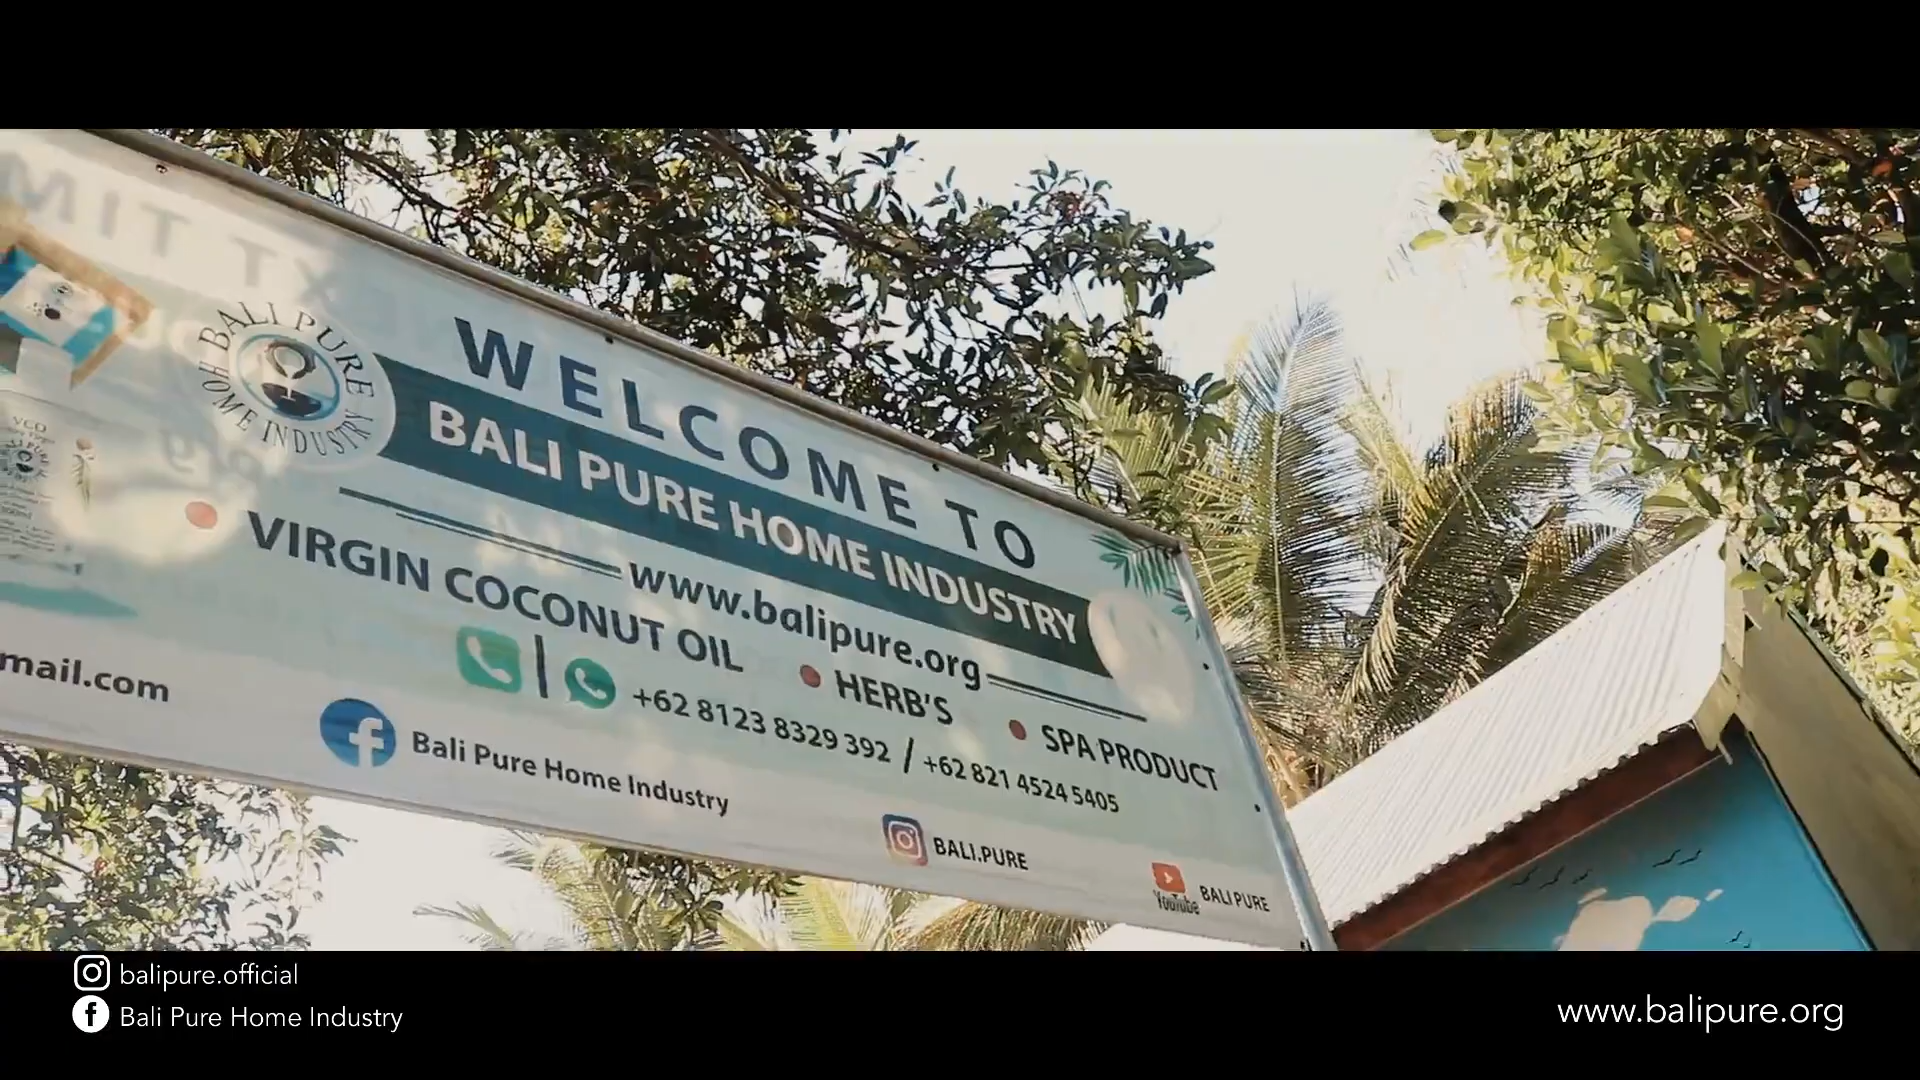 BALI PURE
HOME INDUSTRY
WELCOME TO
BALI PURE HOME INDUSTRY
www.balipure.org
VIRGIN COCONUT OIL
HERB'S
SPA PRODUCT
+62 8123 8329 392 / +62 821 4524 5405
mail.com
Bali Pure Home Industry
BALI.PURE
YouTube BALI PURE
VCO
balipure.official
Bali Pure Home Industry
www.balipure.org